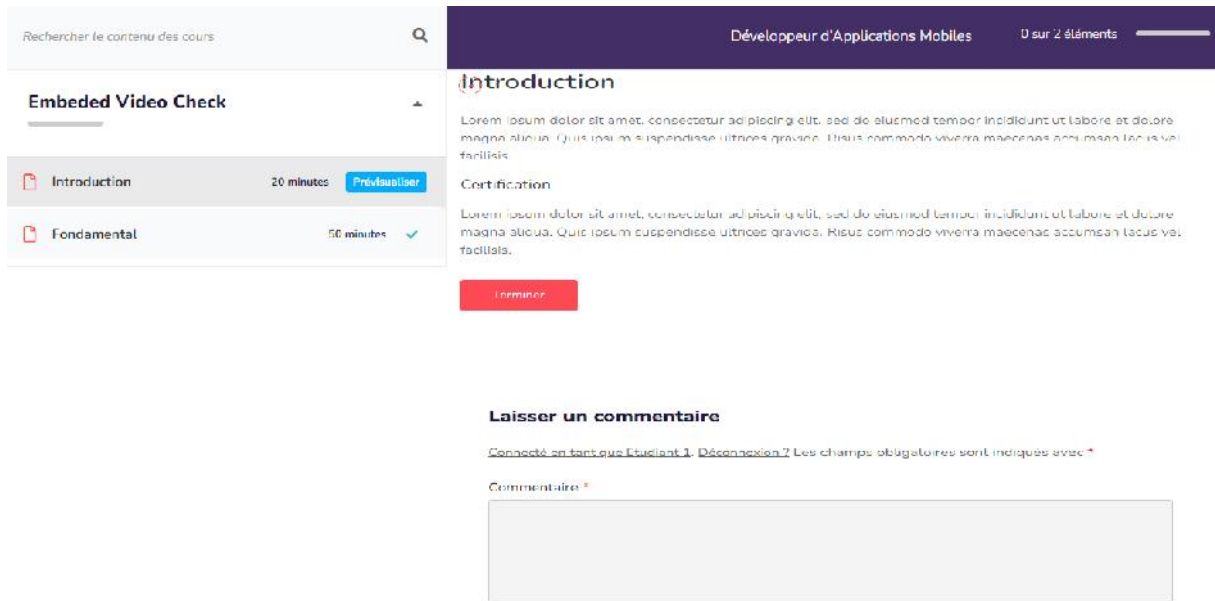 Rechercher le contenu des cours
Développeur d'Applications Mobiles
0 sur 2 éléments
Embeded Video Check
Introduction
20 minutes
Prévisualiser
Fondamental
50 minutes
Introduction
Lorem ipsum dolor sit amet, consectetur adipiscing elit, sed do eiusmod tempor incididunt ut labore et dolore
magna aliqua. Quis ipsum suspendisse ultrices gravida. Risus commodo viverra maecenas accumsan lacus vel
facilisis.
Certification
Lorem ipsum dolor sit amet, consectetur adipiscing elit, sed do eiusmod tempor incididunt ut labore et dolore
magna aliqua. Quis ipsum suspendisse ultrices gravida. Risus commodo viverra maecenas accumsan lacus vel
facilisis.
Terminer
Laisser un commentaire
Connecté en tant que Etudiant 1. Déconnexion ? Les champs obligatoires sont indiqués avec *
Commentaire *